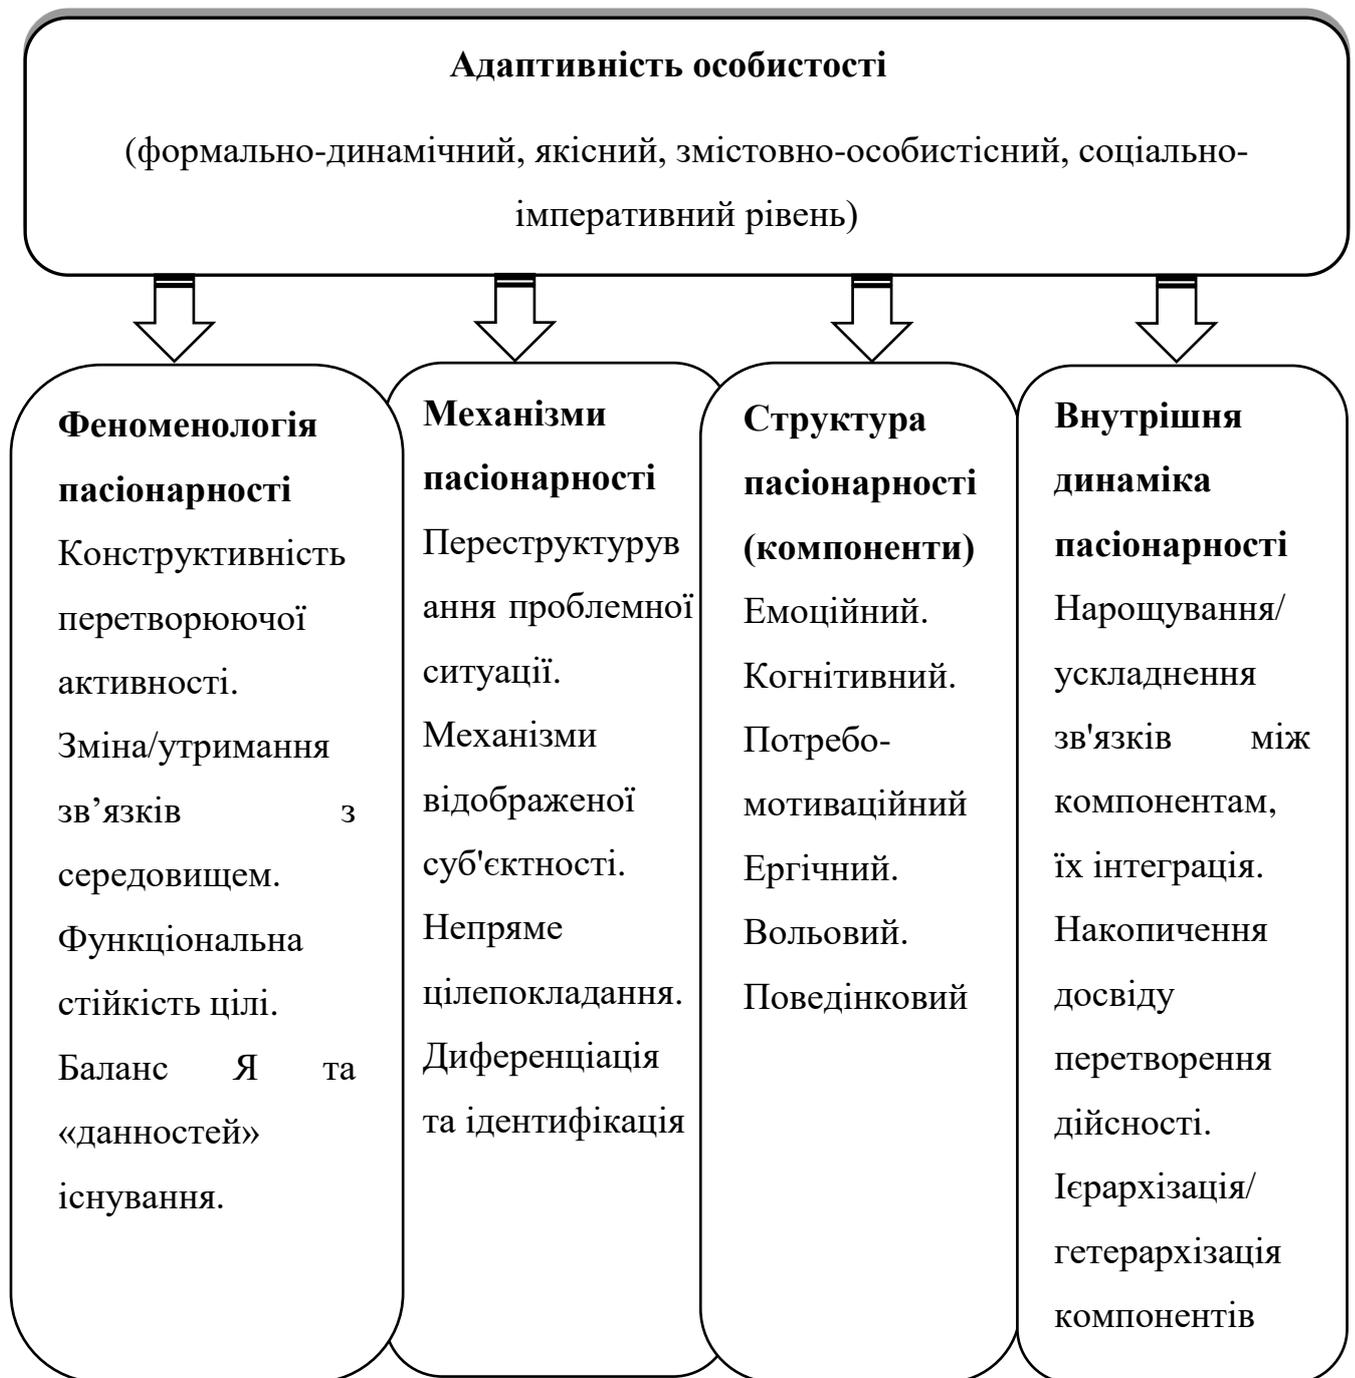 Адаптивність особистості
(формально-динамічний, якісний, змістовно-особистісний, соціально-
імперативний рівень)
Феноменологія
пасіонарності
Конструктивність
перетворюючої
активності.
Зміна/утримання
зв’язків з
середовищем.
Функціональна
стійкість цілі.
Баланс Я та
«данностей»
існування.
Механізми
пасіонарності
Переструктурув
ання проблемної
ситуації.
Механізми
відображеної
суб'єктності.
Непряме
цілепокладання.
Диференціація
та ідентифікація
Структура
пасіонарності
(компоненти)
Емоційний.
Когнітивний.
Потребо-
мотиваційний
Ергічний.
Вольовий.
Поведінковий
Внутрішня
динаміка
пасіонарності
Нарощування/
ускладнення
зв'язків між
компонентам,
їх інтеграція.
Накопичення
досвіду
перетворення
дійсності.
Ієрархізація/
гетерархізація
компонентів